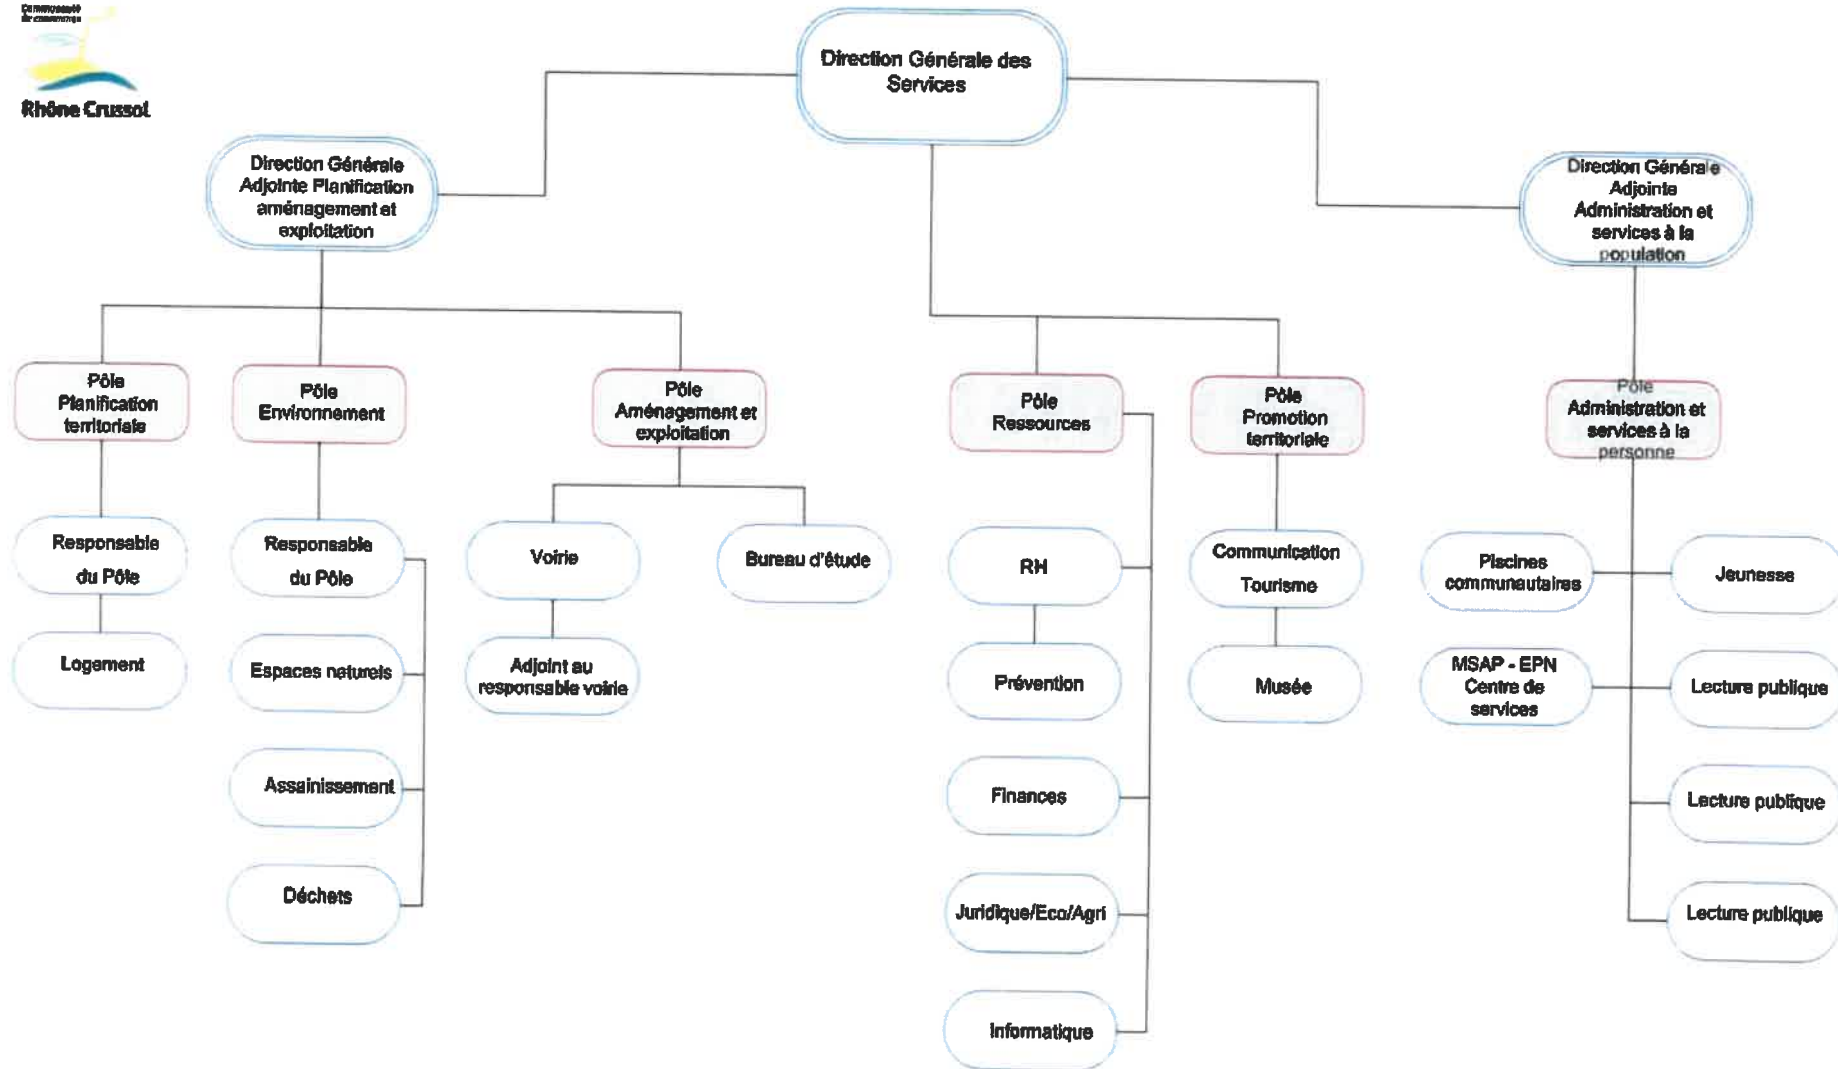 Communauté
de communes
Rhône Crussol
Direction Générale des
Services
Direction Générale
Adjointe Planification
aménagement et
exploitation
Direction Générale
Adjointe
Administration et
services à la
population
Pôle
Planification
territoriale
Pôle
Environnement
Pôle
Aménagement et
exploitation
Pôle
Ressources
Pôle
Promotion
territoriale
Pôle
Administration et
services à la
personne
Responsable
du Pôle
Logement
Responsable
du Pôle
Espaces naturels
Assainissement
Déchets
Voirie
Adjoint au
responsable voirie
Bureau d'étude
RH
Prévention
Finances
Juridique/Eco/Agri
Informatique
Communication
Tourisme
Musée
Piscines
communautaires
MSAP - EPN
Centre de
services
Jeunesse
Lecture publique
Lecture publique
Lecture publique